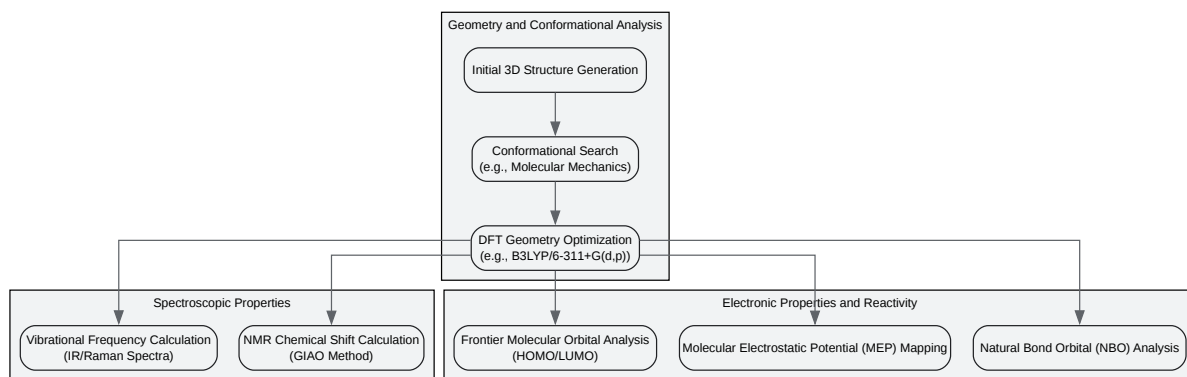 Geometry and Conformational Analysis
Initial 3D Structure Generation
Conformational Search
(e.g., Molecular Mechanics)
DFT Geometry Optimization
(e.g., B3LYP/6-311+G(d,p))
Spectroscopic Properties
Vibrational Frequency Calculation
(IR/Raman Spectra)
NMR Chemical Shift Calculation
(GIAO Method)
Electronic Properties and Reactivity
Frontier Molecular Orbital Analysis
(HOMO/LUMO)
Molecular Electrostatic Potential (MEP) Mapping
Natural Bond Orbital (NBO) Analysis